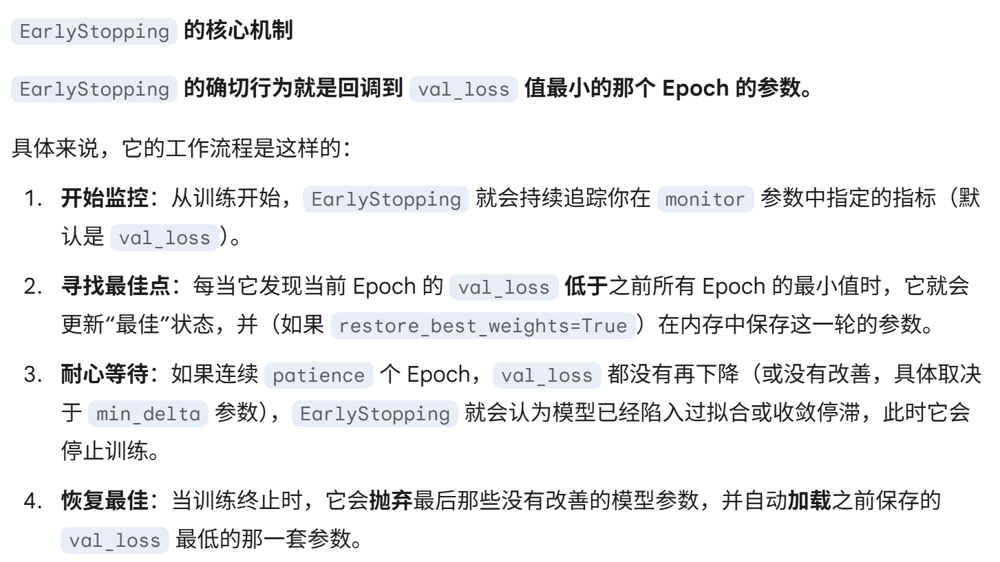 EarlyStopping 的核心机制
EarlyStopping 的确切行为就是回调到 val_loss 值最小的那个 Epoch 的参数。
具体来说，它的工作流程是这样的：
1. 开始监控：从训练开始，EarlyStopping 就会持续追踪你在 monitor 参数中指定的指标（默
认是 val_loss）。
2. 寻找最佳点：每当它发现当前 Epoch 的 val_loss 低于之前所有 Epoch 的最小值时，它就会
更新“最佳”状态，并（如果 restore_best_weights=True）在内存中保存这一轮的参数。
3. 耐心等待：如果连续 patience 个 Epoch，val_loss 都没有再下降（或没有改善，具体取决
于 min_delta 参数），EarlyStopping 就会认为模型已经陷入过拟合或收敛停滞，此时它会
停止训练。
4. 恢复最佳：当训练终止时，它会抛弃最后那些没有改善的模型参数，并自动加载之前保存的
val_loss 最低的那一套参数。